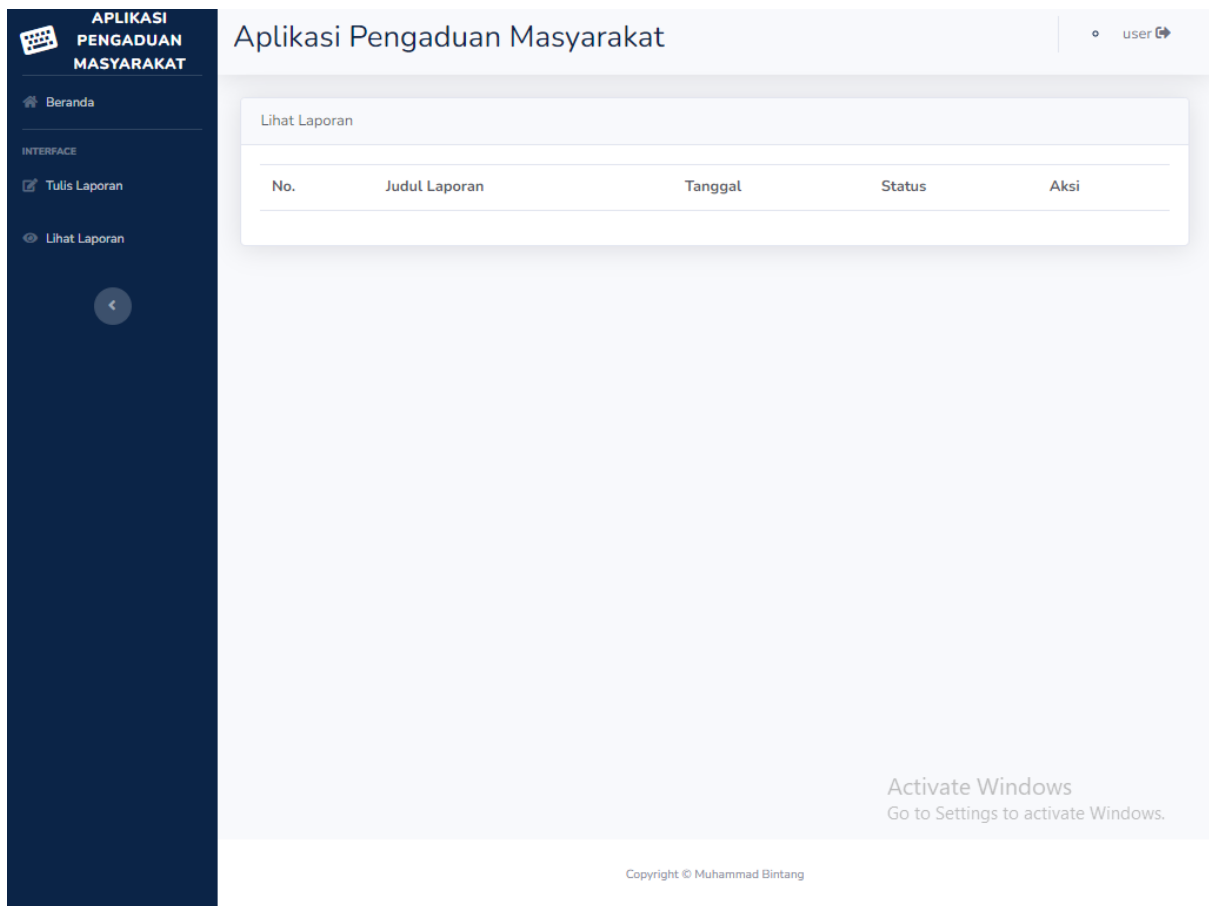 APLIKASI
PENGADUAN
MASYARAKAT
Aplikasi Pengaduan Masyarakat
user
Beranda
INTERFACE
Tulis Laporan
Lihat Laporan
Lihat Laporan
No. Judul Laporan Tanggal Status Aksi
Activate Windows
Go to Settings to activate Windows.
Copyright © Muhammad Bintang